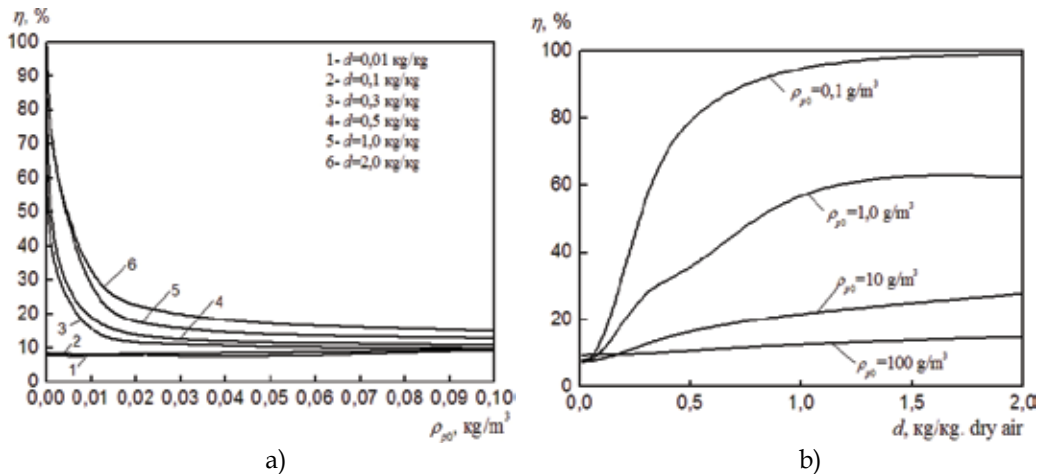 η, %
100
90
80
70
60
50
40
30
20
10
0
1- d=0,01 кg/кg
2- d=0,1 кg/кg
3- d=0,3 кg/кg
4- d=0,5 кg/кg
5- d=1,0 кg/кg
6- d=2,0 кg/кg
6
5
4
3
2
1
0,00 0,01 0,02 0,03 0,04 0,05 0,06 0,07 0,08 0,09 0,10
ρp0, кg/m³
a)
η, %
100
80
60
40
20
0
ρp0=0,1 g/m³
ρp0=1,0 g/m³
ρp0=10 g/m³
ρp0=100 g/m³
0,0 0,5 1,0 1,5 2,0
d, кg/кg. dry air
b)